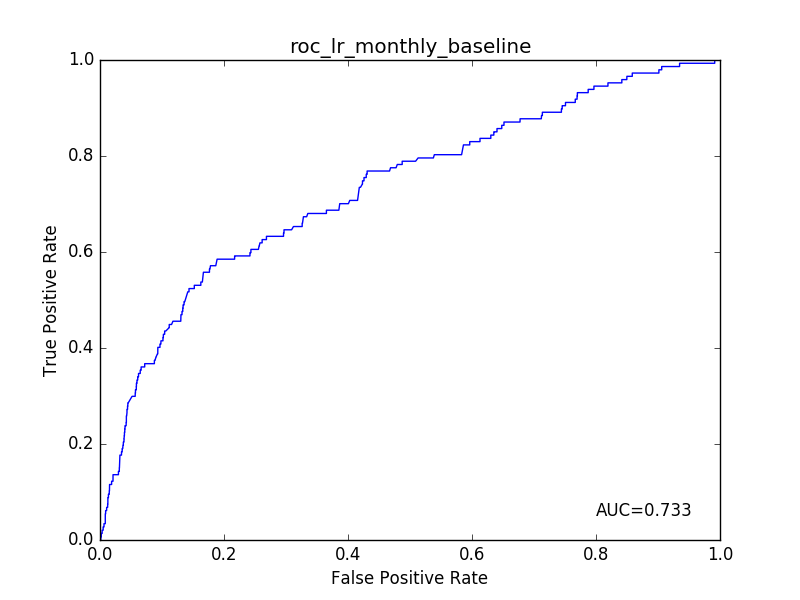 roc_lr_monthly_baseline
1.0
0.8
0.6
0.4
0.2
0.0
True Positive Rate
AUC=0.733
0.0 0.2 0.4 0.6 0.8 1.0
False Positive Rate